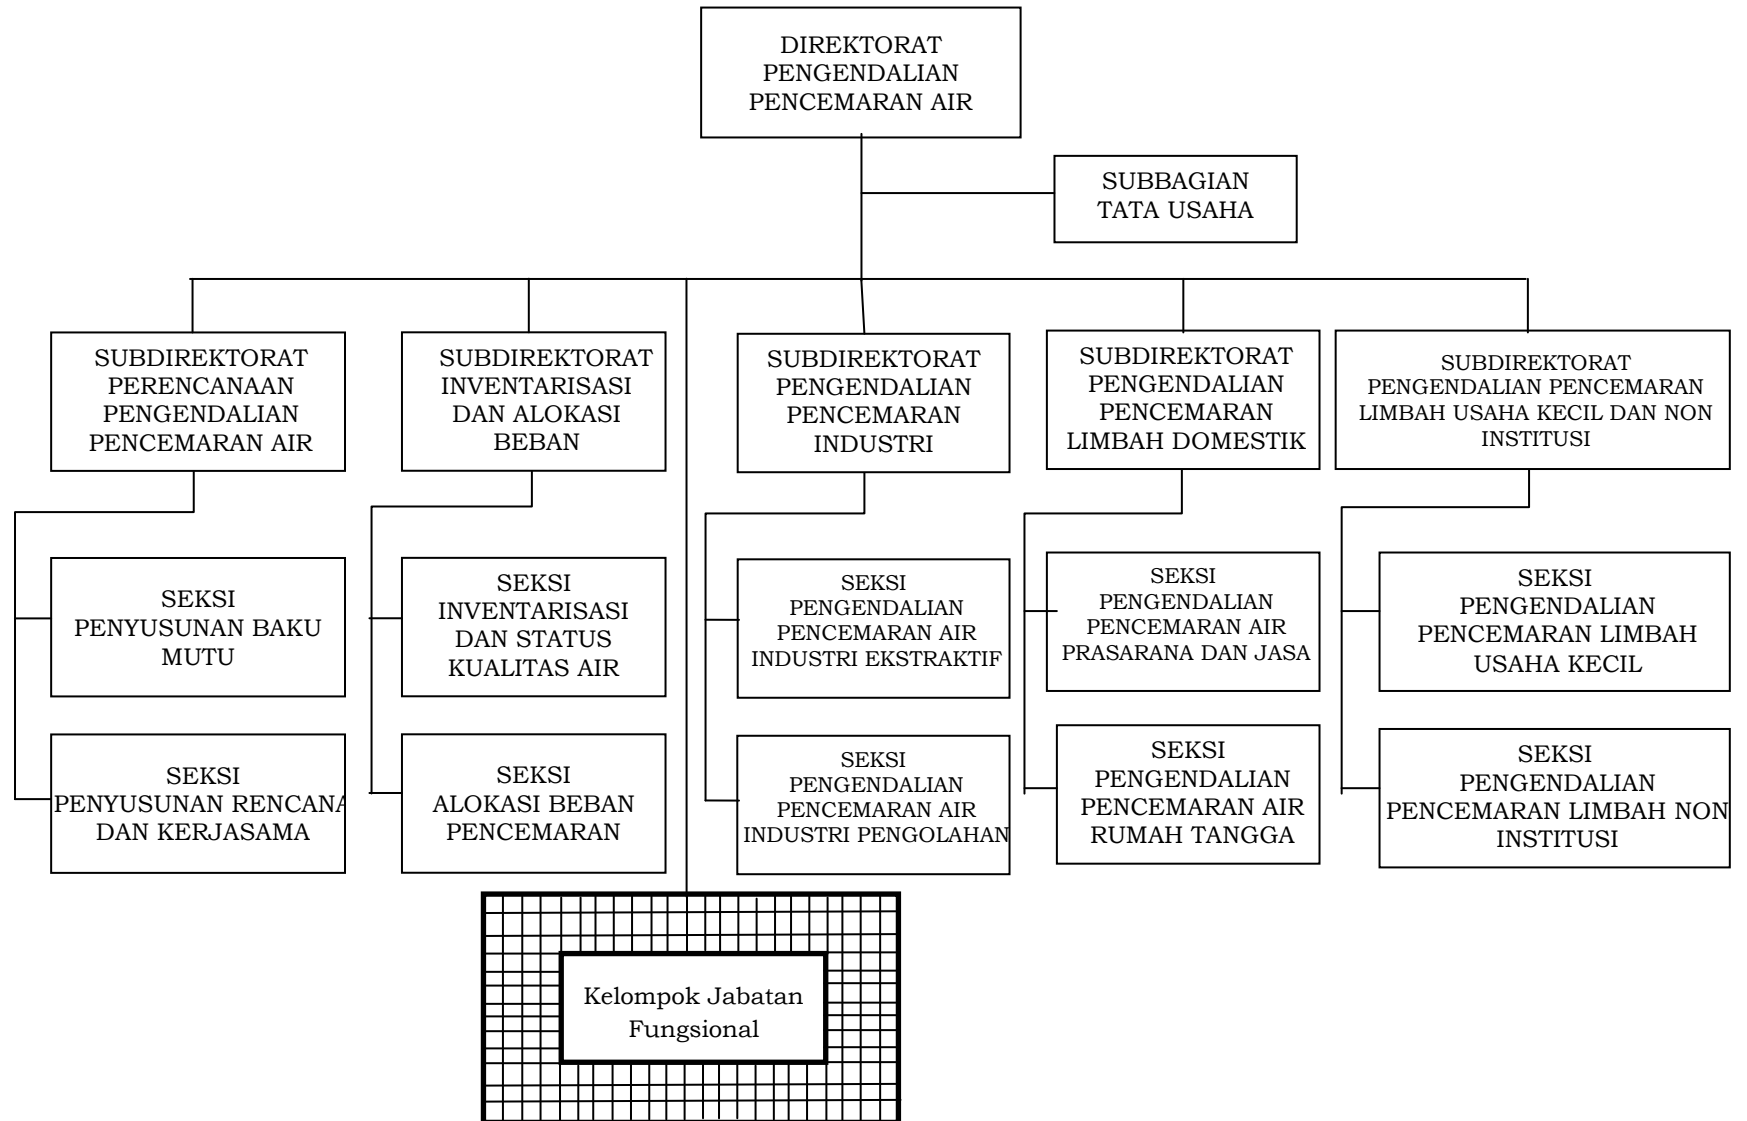 DIREKTORAT
PENGENDALIAN
PENCEMARAN AIR
SUBBAGIAN
TATA USAHA
SUBDIREKTORAT
PERENCANAAN
PENGENDALIAN
PENCEMARAN AIR
SUBDIREKTORAT
INVENTARISASI
DAN ALOKASI
BEBAN
SUBDIREKTORAT
PENGENDALIAN
PENCEMARAN
INDUSTRI
SUBDIREKTORAT
PENGENDALIAN
PENCEMARAN
LIMBAH DOMESTIK
SUBDIREKTORAT
PENGENDALIAN PENCEMARAN
LIMBAH USAHA KECIL DAN NON
INSTITUSI
SEKSI
PENYUSUNAN BAKU
MUTU
SEKSI
INVENTARISASI
DAN STATUS
KUALITAS AIR
SEKSI
PENGENDALIAN
PENCEMARAN AIR
INDUSTRI EKSTRAKTIF
SEKSI
PENGENDALIAN
PENCEMARAN AIR
PRASARANA DAN JASA
SEKSI
PENGENDALIAN
PENCEMARAN LIMBAH
USAHA KECIL
SEKSI
PENYUSUNAN RENCANA
DAN KERJASAMA
SEKSI
ALOKASI BEBAN
PENCEMARAN
SEKSI
PENGENDALIAN
PENCEMARAN AIR
INDUSTRI PENGOLAHAN
SEKSI
PENGENDALIAN
PENCEMARAN AIR
RUMAH TANGGA
SEKSI
PENGENDALIAN
PENCEMARAN LIMBAH NON
INSTITUSI
Kelompok Jabatan
Fungsional